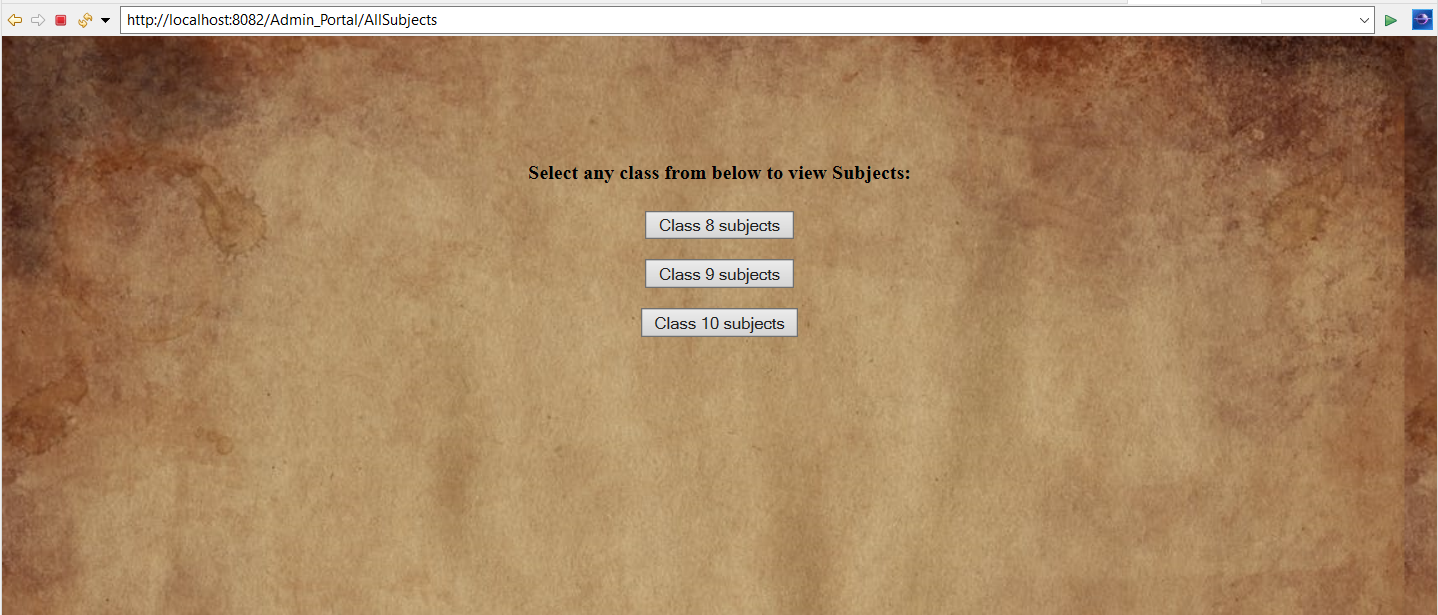 http://localhost:8082/Admin_Portal/AllSubjects
Select any class from below to view Subjects:
Class 8 subjects
Class 9 subjects
Class 10 subjects